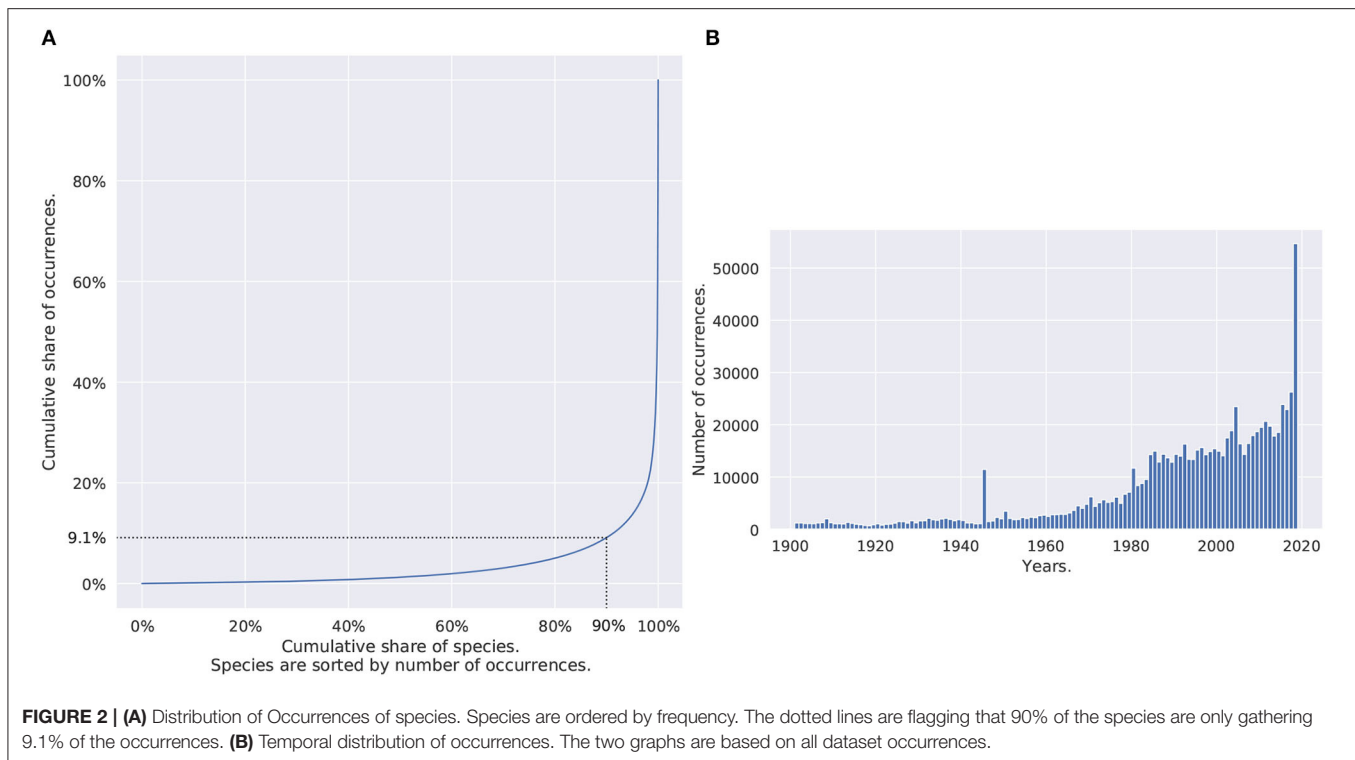 A
100%
80%
60%
40%
20%
9.1%
0%
Cumulative share of occurrences.
0% 20% 40% 60% 80% 90% 100%
Cumulative share of species.
Species are sorted by number of occurrences.
B
50000
40000
30000
20000
10000
0
Number of occurrences.
1900 1920 1940 1960 1980 2000 2020
Years.
FIGURE 2 | (A) Distribution of Occurrences of species. Species are ordered by frequency. The dotted lines are flagging that 90% of the species are only gathering
9.1% of the occurrences. (B) Temporal distribution of occurrences. The two graphs are based on all dataset occurrences.